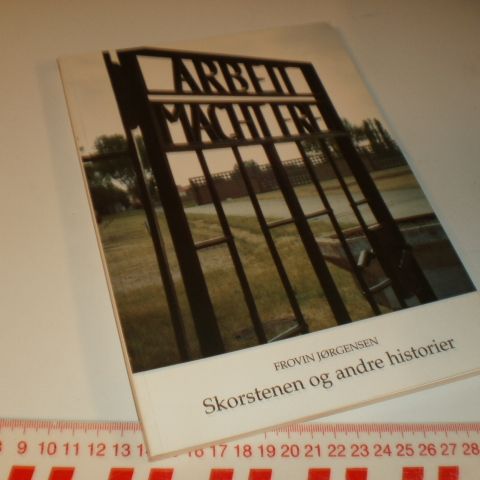 ARBEIT
MACHT FREI
FROVIN JØRGENSEN
Skorstenen og andre historier
8 9 10 11 12 13 14 15 16 17 18 19 20 21 22 23 24 25 26 27 28